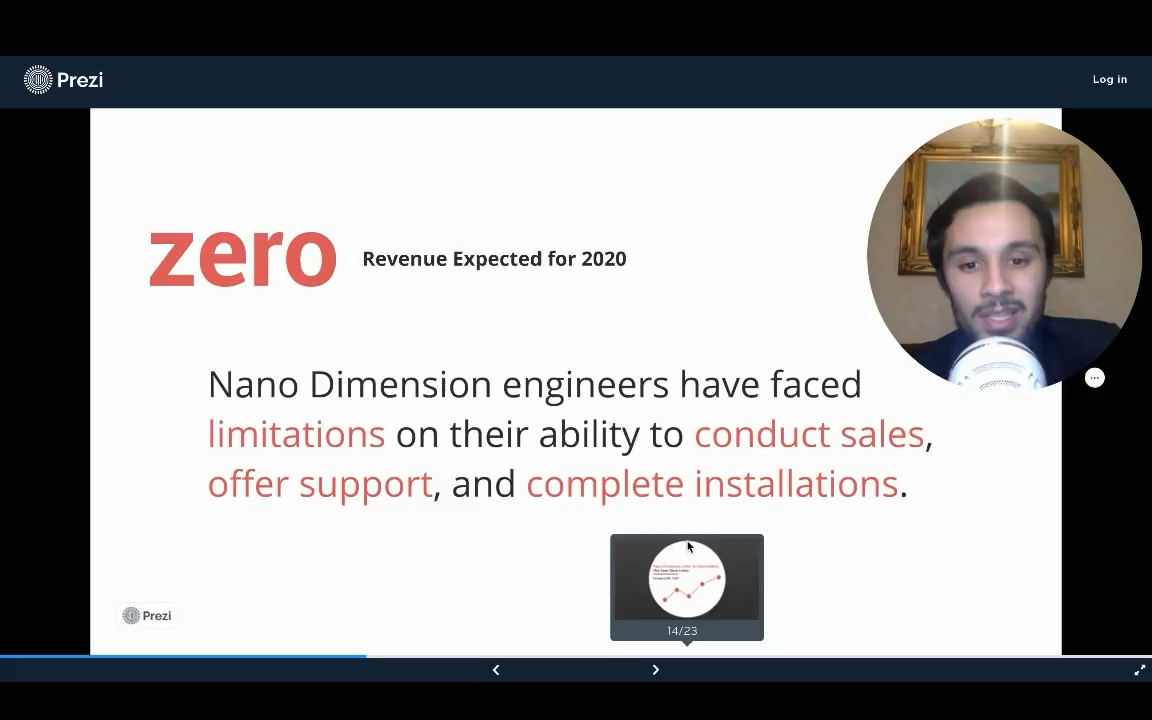 Prezi
Log in
zero
Revenue Expected for 2020
Nano Dimension engineers have faced
limitations on their ability to conduct sales,
offer support, and complete installations.
Prezi
14/23